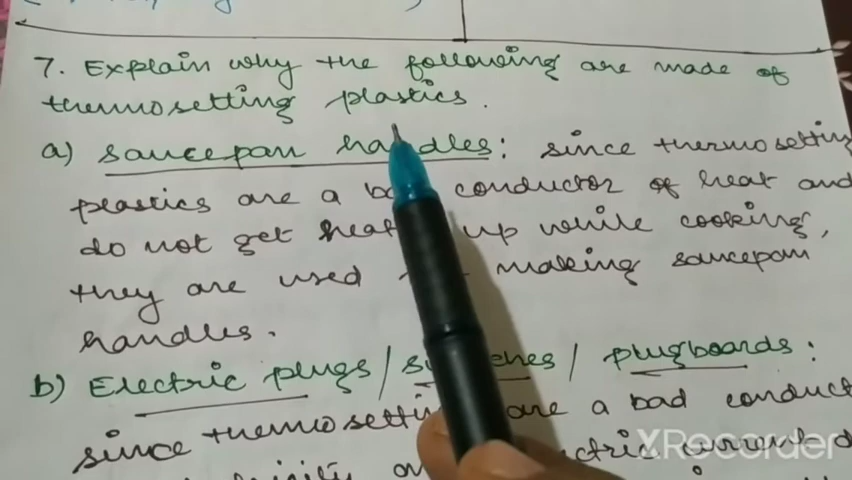 7. Explain why the following are made of
thermosetting plastics.
a) saucepan handles: since thermosetting
plastics are a conductor of heat and
do not get up while cooking,
they are used making saucepan
handles.
b) Electric plugs / / plugboards:
since are a bad
current
XRecorder